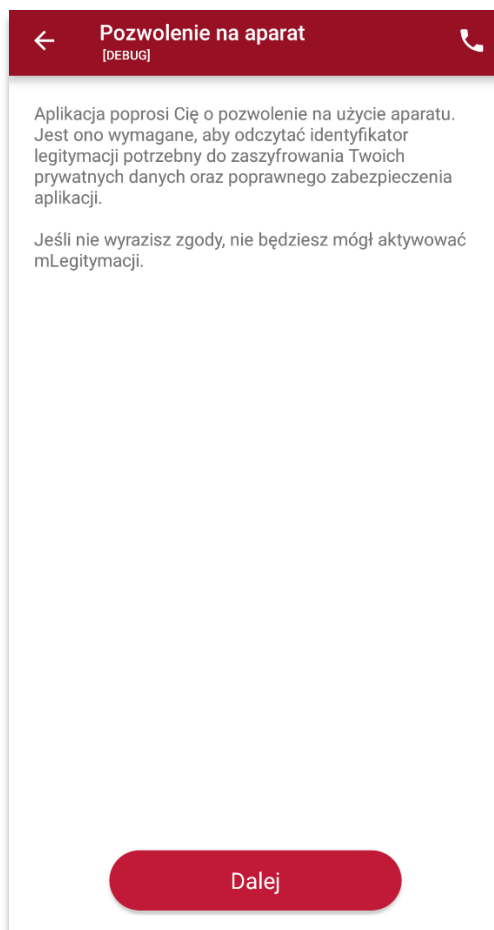 Pozwolenie na aparat
[DEBUG]
Aplikacja poprosi Cię o pozwolenie na użycie aparatu.
Jest ono wymagane, aby odczytać identyfikator
legitymacji potrzebny do zaszyfrowania Twoich
prywatnych danych oraz poprawnego zabezpieczenia
aplikacji.
Jeśli nie wyrazisz zgody, nie będziesz mógł aktywować
mLegitymacji.
Dalej